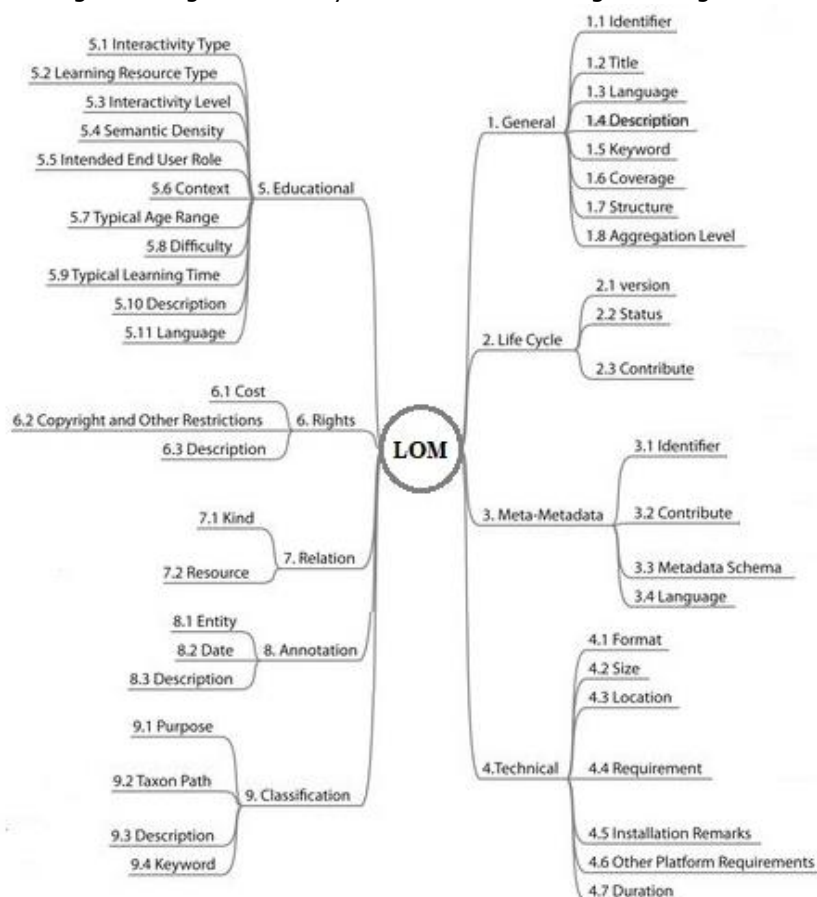 LOM
1. General
1.1 Identifier
1.2 Title
1.3 Language
1.4 Description
1.5 Keyword
1.6 Coverage
1.7 Structure
1.8 Aggregation Level
2. Life Cycle
2.1 version
2.2 Status
2.3 Contribute
3. Meta-Metadata
3.1 Identifier
3.2 Contribute
3.3 Metadata Schema
3.4 Language
4.Technical
4.1 Format
4.2 Size
4.3 Location
4.4 Requirement
4.5 Installation Remarks
4.6 Other Platform Requirements
4.7 Duration
5. Educational
5.1 Interactivity Type
5.2 Learning Resource Type
5.3 Interactivity Level
5.4 Semantic Density
5.5 Intended End User Role
5.6 Context
5.7 Typical Age Range
5.8 Difficulty
5.9 Typical Learning Time
5.10 Description
5.11 Language
6. Rights
6.1 Cost
6.2 Copyright and Other Restrictions
6.3 Description
7. Relation
7.1 Kind
7.2 Resource
8. Annotation
8.1 Entity
8.2 Date
8.3 Description
9. Classification
9.1 Purpose
9.2 Taxon Path
9.3 Description
9.4 Keyword